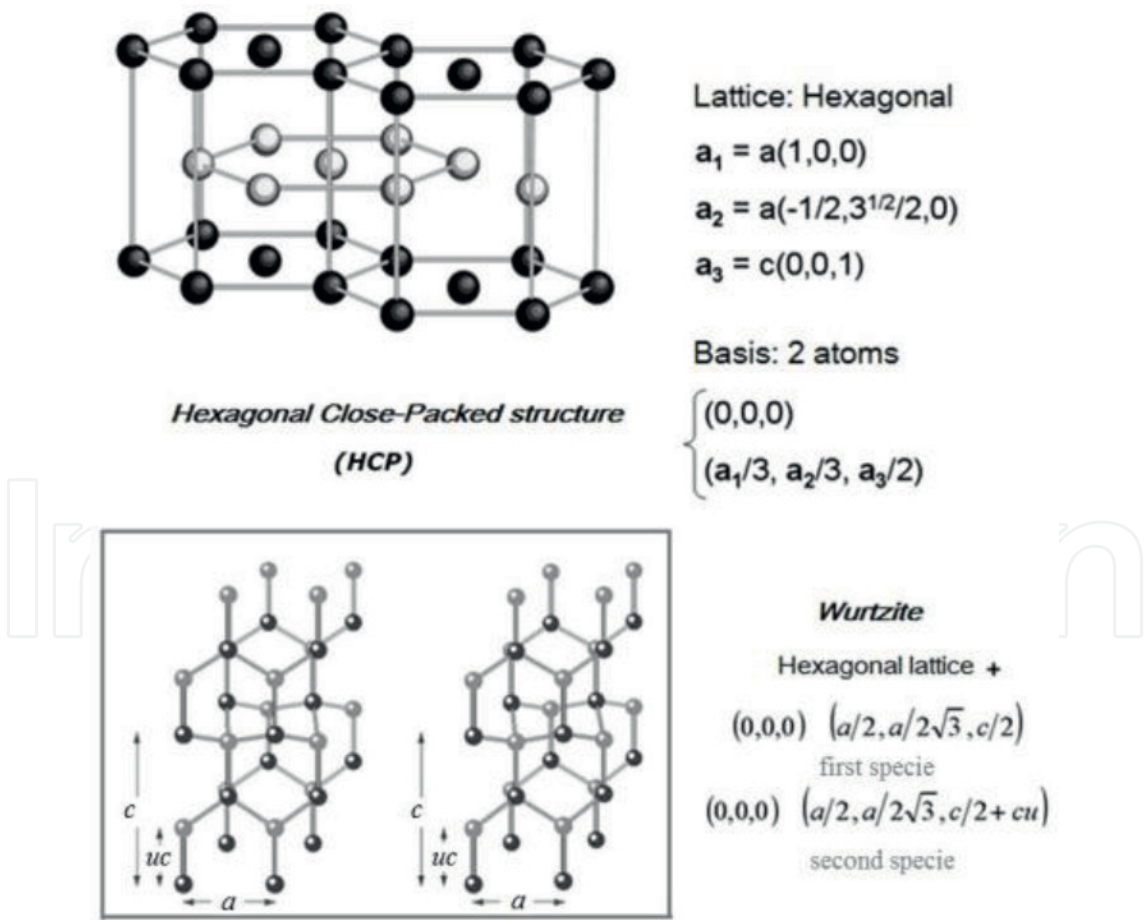 Lattice: Hexagonal
a₁ = a(1,0,0)
a₂ = a(-1/2,3^1/2/2,0)
a₃ = c(0,0,1)
Basis: 2 atoms
(0,0,0)
(a₁/3, a₂/3, a₃/2)
Hexagonal Close-Packed structure
(HCP)
Wurtzite
Hexagonal lattice +
(0,0,0) (a/2,a/2√3,c/2)
first specie
(0,0,0) (a/2,a/2√3,c/2+cu)
second specie
c
uc
a
c
uc
a